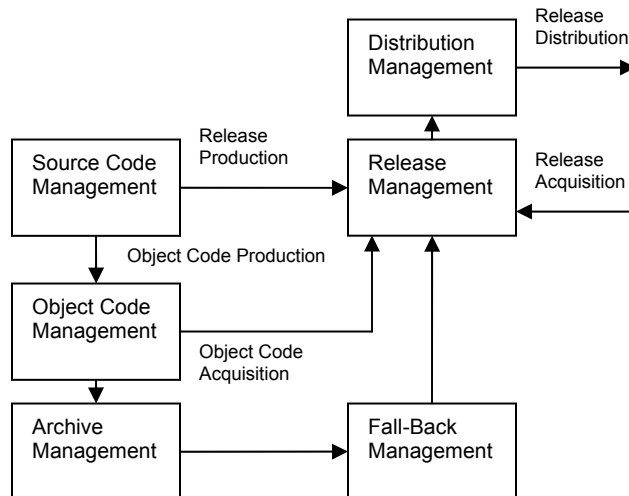 Distribution
Management
Release
Distribution
Release
Production
Source Code
Management
Release
Management
Release
Acquisition
Object Code Production
Object Code
Management
Object Code
Acquisition
Archive
Management
Fall-Back
Management